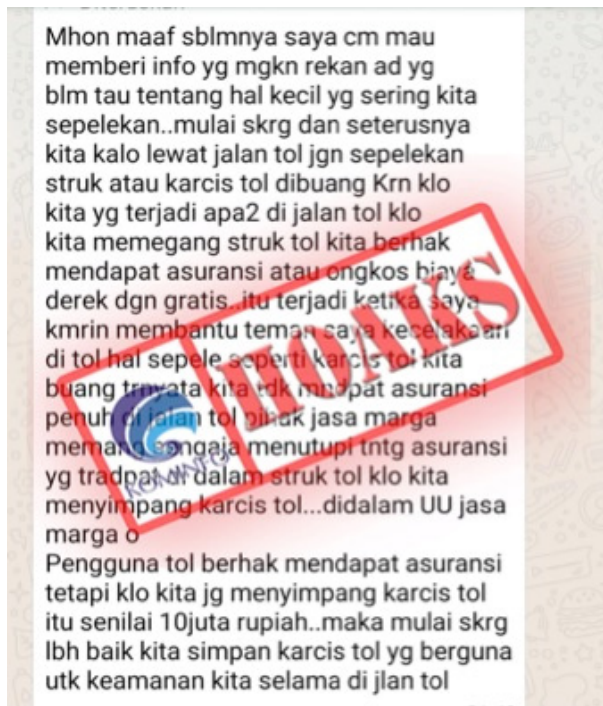 Mhon maaf sblmnya saya cm mau
memberi info yg mgkn rekan ad yg
blm tau tentang hal kecil yg sering kita
sepelekan..mulai skrg dan seterusnya
kita kalo lewat jalan tol jgn sepelekan
struk atau karcis tol dibuang Krn klo
kita yg terjadi apa2 di jalan tol klo
kita memegang struk tol kita berhak
mendapat asuransi atau ongkos biaya
derek dgn gratis..itu terjadi ketika saya
kmrin membantu teman saya kecelakaan
di tol hal sepele seperti karcis tol kita
buang trnyata kita tdk mndpat asuransi
penuh di jalan tol pihak jasa marga
memang sengaja menutupi tntg asuransi
yg tradpat dalam struk tol klo kita
menyimpang karcis tol...didalam UU jasa
marga o
Pengguna tol berhak mendapat asuransi
tetapi klo kita jg menyimpang karcis tol
itu senilai 10juta rupiah..maka mulai skrg
lbh baik kita simpan karcis tol yg berguna
utk keamanan kita selama di jlan tol
HOAKS
KOMINFO